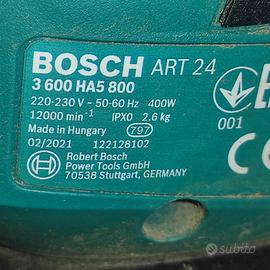 BOSCH ART 24
3 600 HA5 800
220-230 V ~ 50-60 Hz 400W
12000 min⁻¹ IPX0 2.6 kg
Made in Hungary 797
02/2021 122128102
001
BOSCH
Robert Bosch
Power Tools GmbH
70538 Stuttgart, GERMANY
subito